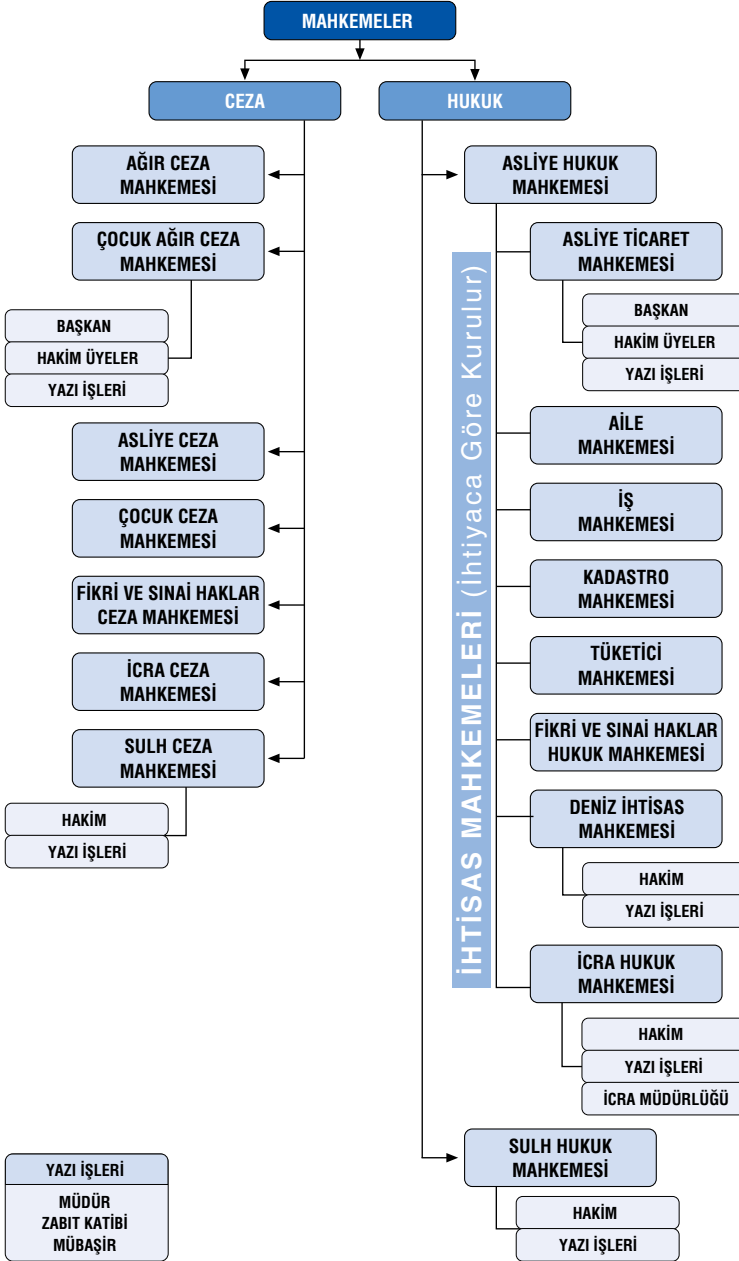 MAHKEMELER
CEZA
AĞIR CEZA
MAHKEMESİ
ÇOCUK AĞIR CEZA
MAHKEMESİ
BAŞKAN
HAKİM ÜYELER
YAZI İŞLERİ
ASLİYE CEZA
MAHKEMESİ
ÇOCUK CEZA
MAHKEMESİ
FİKRİ VE SINAİ HAKLAR
CEZA MAHKEMESİ
İCRA CEZA
MAHKEMESİ
SULH CEZA
MAHKEMESİ
HAKİM
YAZI İŞLERİ
HUKUK
ASLİYE HUKUK
MAHKEMESİ
İHTİSAS MAHKEMELERİ (İhtiyaca Göre Kurulur)
ASLİYE TİCARET
MAHKEMESİ
BAŞKAN
HAKİM ÜYELER
YAZI İŞLERİ
AİLE
MAHKEMESİ
İŞ
MAHKEMESİ
KADASTRO
MAHKEMESİ
TÜKETİCİ
MAHKEMESİ
FİKRİ VE SINAİ HAKLAR
HUKUK MAHKEMESİ
DENİZ İHTİSAS
MAHKEMESİ
HAKİM
YAZI İŞLERİ
İCRA HUKUK
MAHKEMESİ
HAKİM
YAZI İŞLERİ
İCRA MÜDÜRLÜĞÜ
SULH HUKUK
MAHKEMESİ
HAKİM
YAZI İŞLERİ
YAZI İŞLERİ
MÜDÜR
ZABIT KATİBİ
MÜBAŞİR